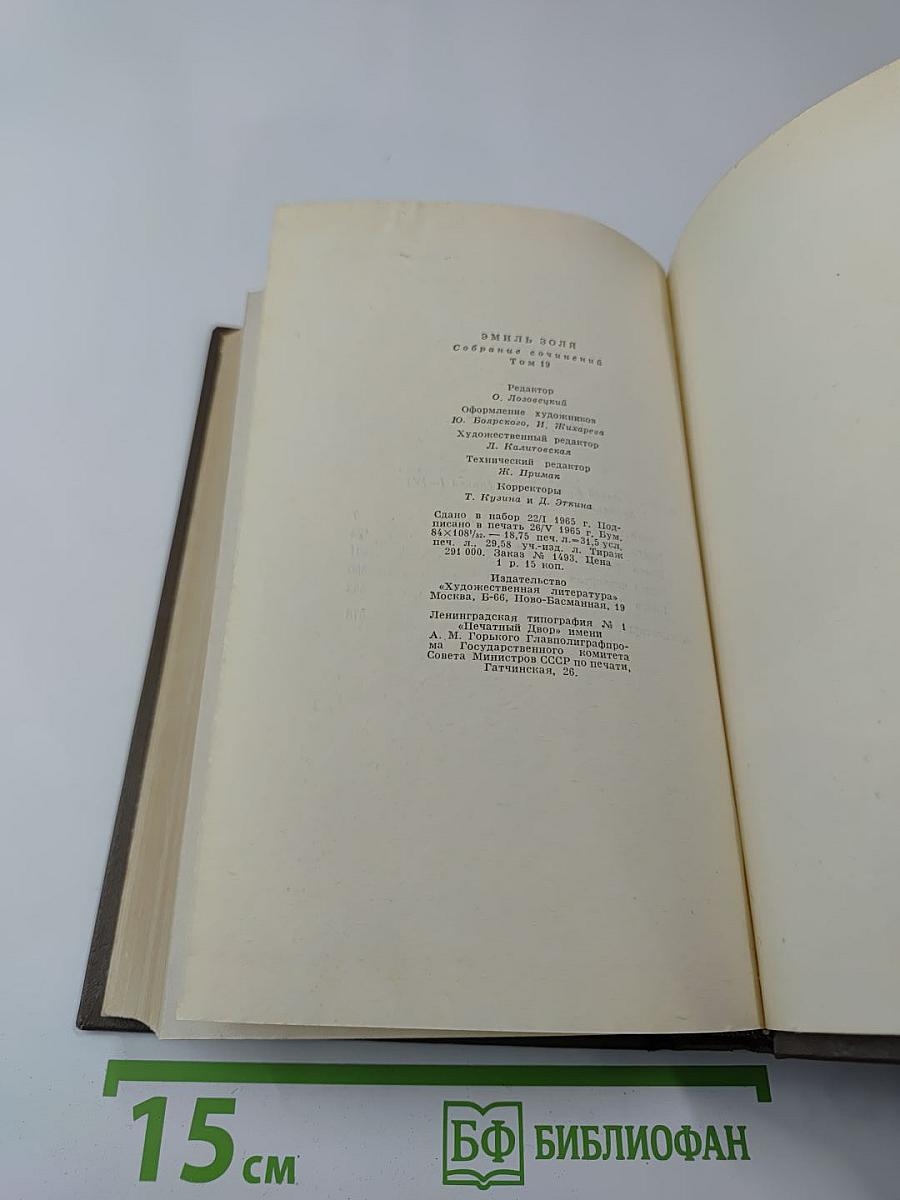 ЭМИЛЬ ЗОЛЯ
Собрание сочинений
Том 19
Редактор
О. Лозовецкий
Оформление художников
Ю. Боярского, И. Жихарева
Художественный редактор
Л. Калитовская
Технический редактор
Ж. Примак
Корректоры
Т. Кузина и Д. Эткина
Сдано в набор 22/I 1965 г. Под-
писано в печать 26/V 1965 г. Бум.
84×108¹/₃₂. — 18,75 печ. л.=31,5 усл.
печ. л., 29,58 уч.-изд. л. Тираж
291 000. Заказ № 1493. Цена
1 р. 15 коп.
Издательство
«Художественная литература»
Москва, Б-66, Ново-Басманная, 19
Ленинградская типография № 1
«Печатный Двор» имени
А. М. Горького Главполиграфпро-
ма Государственного комитета
Совета Министров СССР по печати,
Гатчинская, 26.
15 см
БФ БИБЛИОФАН